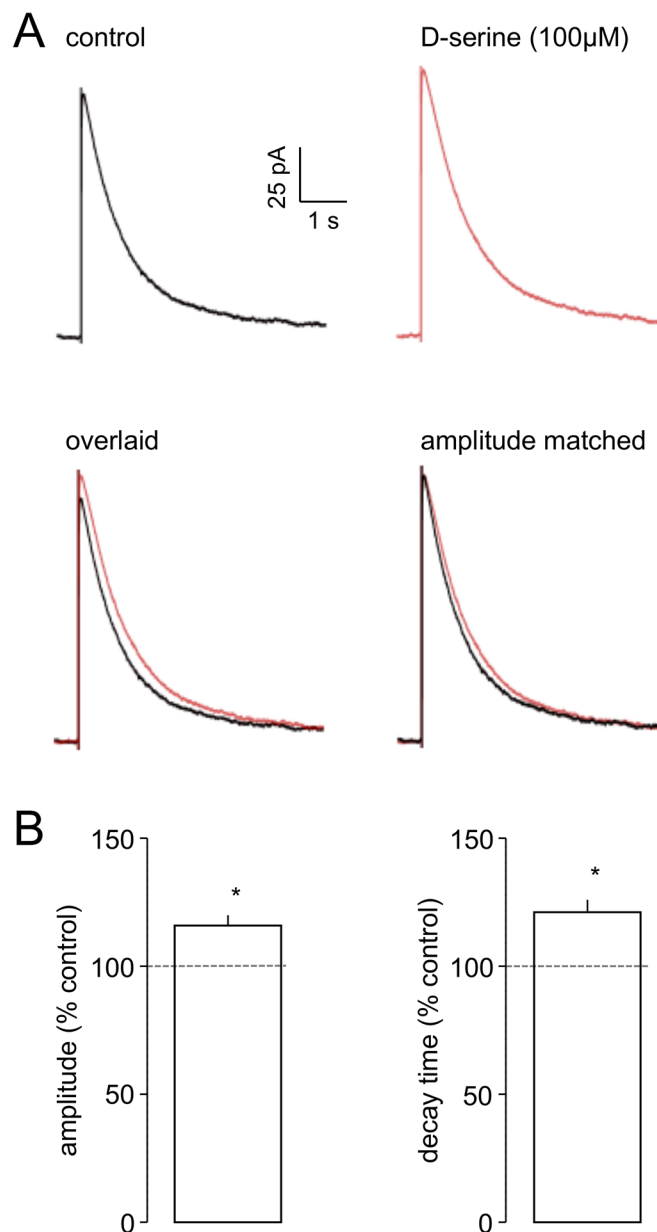 A
control
D-serine (100µM)
25 pA
1 s
overlaid
amplitude matched
B
amplitude (% control)
150
100
50
0
*
decay time (% control)
150
100
50
0
*